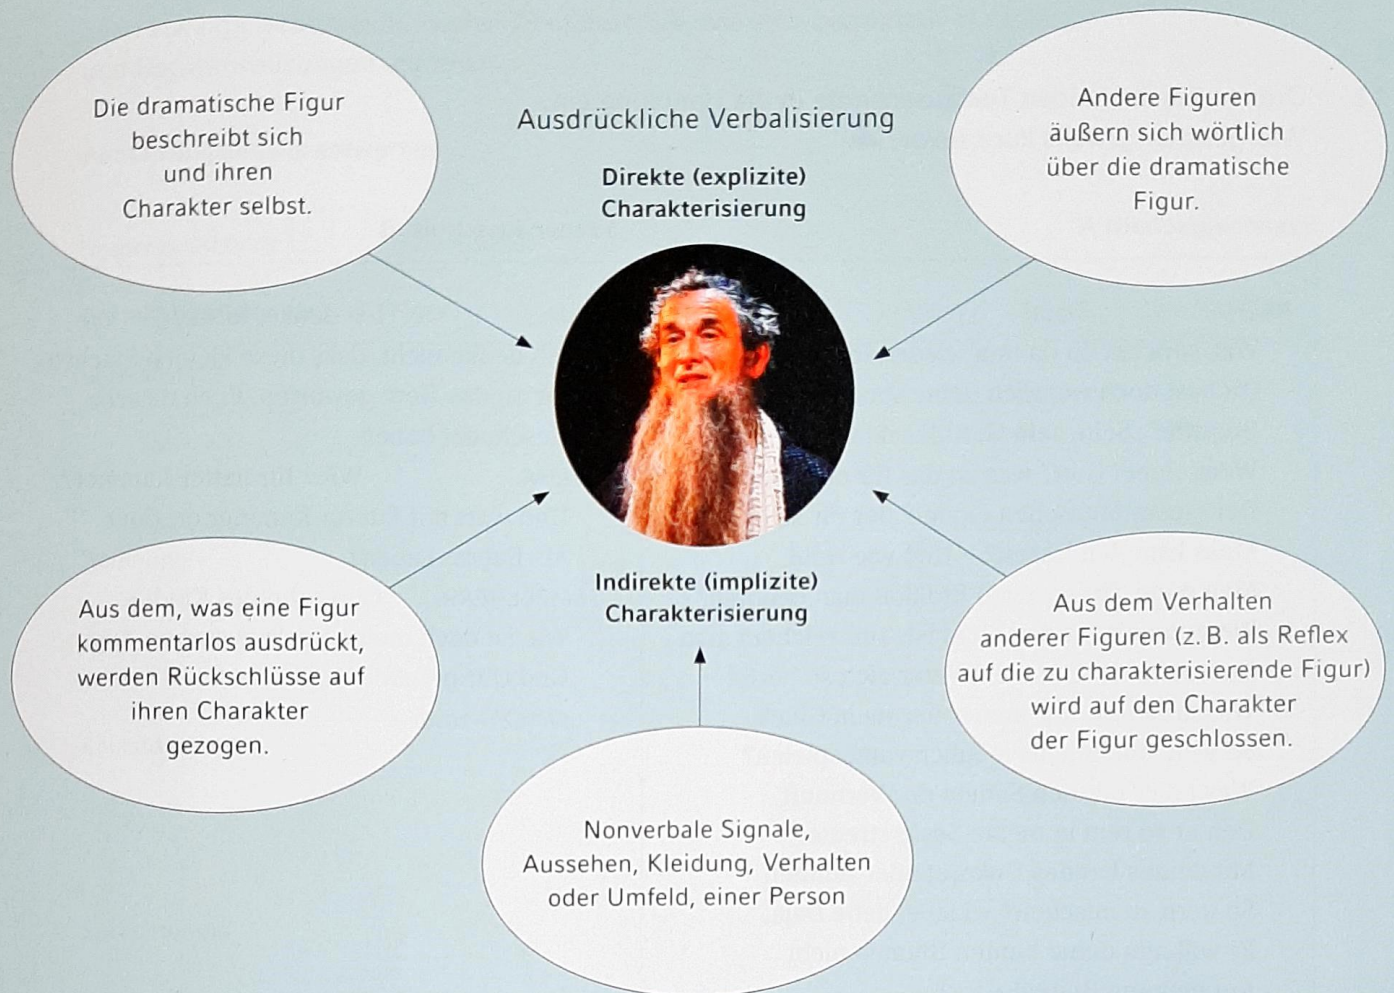 Die dramatische Figur
beschreibt sich
und ihren
Charakter selbst.
Ausdrückliche Verbalisierung
Direkte (explizite)
Charakterisierung
Andere Figuren
äußern sich wörtlich
über die dramatische
Figur.
Aus dem, was eine Figur
kommentarlos ausdrückt,
werden Rückschlüsse auf
ihren Charakter
gezogen.
Indirekte (implizite)
Charakterisierung
Aus dem Verhalten
anderer Figuren (z. B. als Reflex
auf die zu charakterisierende Figur)
wird auf den Charakter
der Figur geschlossen.
Nonverbale Signale,
Aussehen, Kleidung, Verhalten
oder Umfeld, einer Person